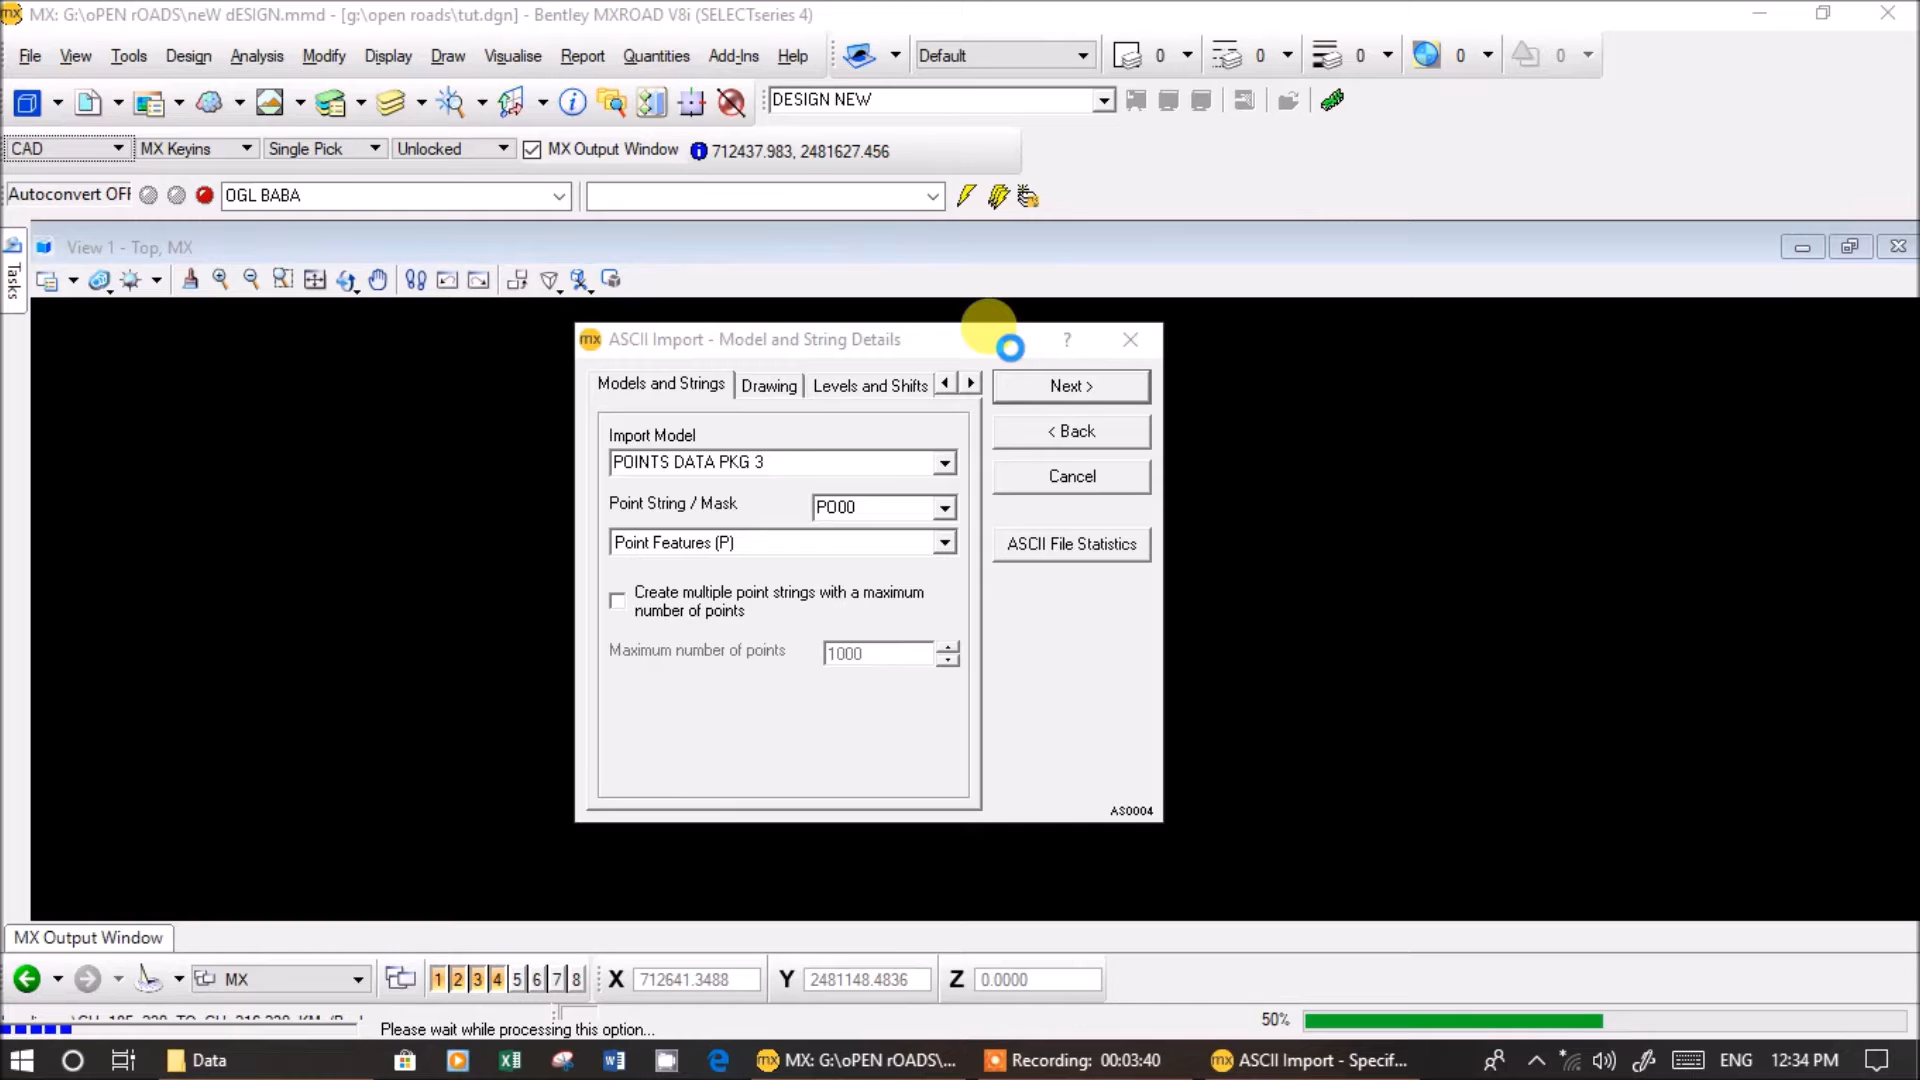 MX: G:\oPEN rOADS\neW dESIGN.mmd - [g:\open roads\tut.dgn] - Bentley MXROAD V8i (SELECTseries 4)
File View Tools Design Analysis Modify Display Draw Visualise Report Quantities Add-Ins Help Default 0 0 0 0 0
DESIGN NEW
CAD MX Keyins Single Pick Unlocked MX Output Window 712437.983, 2481627.456
Autoconvert OFF OGL BABA
View 1 - Top, MX
Tasks
mx ASCII Import - Model and String Details ?
Models and Strings Drawing Levels and Shifts
Next >
Import Model
< Back
POINTS DATA PKG 3
Cancel
Point String / Mask PO00
Point Features (P)
ASCII File Statistics
Create multiple point strings with a maximum
number of points
Maximum number of points 1000
AS0004
MX Output Window
MX 1 2 3 4 5 6 7 8 X 712641.3488 Y 2481148.4836 Z 0.0000
Please wait while processing this option... 50%
Data MX: G:\oPEN rOADS\... Recording: 00:03:40 ASCII Import - Specif... ENG 12:34 PM